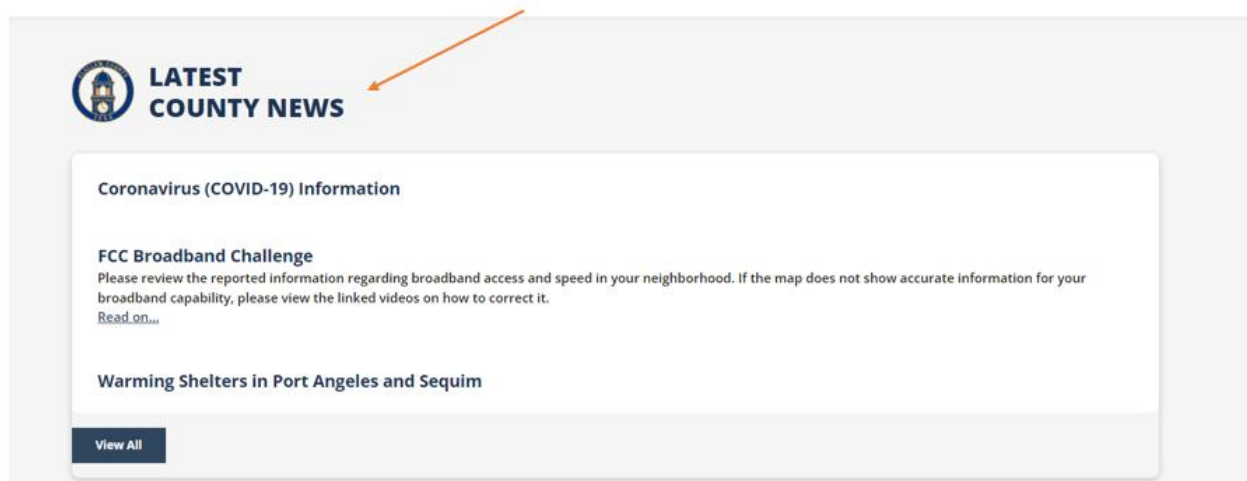 LATEST
COUNTY NEWS
Coronavirus (COVID-19) Information
FCC Broadband Challenge
Please review the reported information regarding broadband access and speed in your neighborhood. If the map does not show accurate information for your
broadband capability, please view the linked videos on how to correct it.
Read on...
Warming Shelters in Port Angeles and Sequim
View All